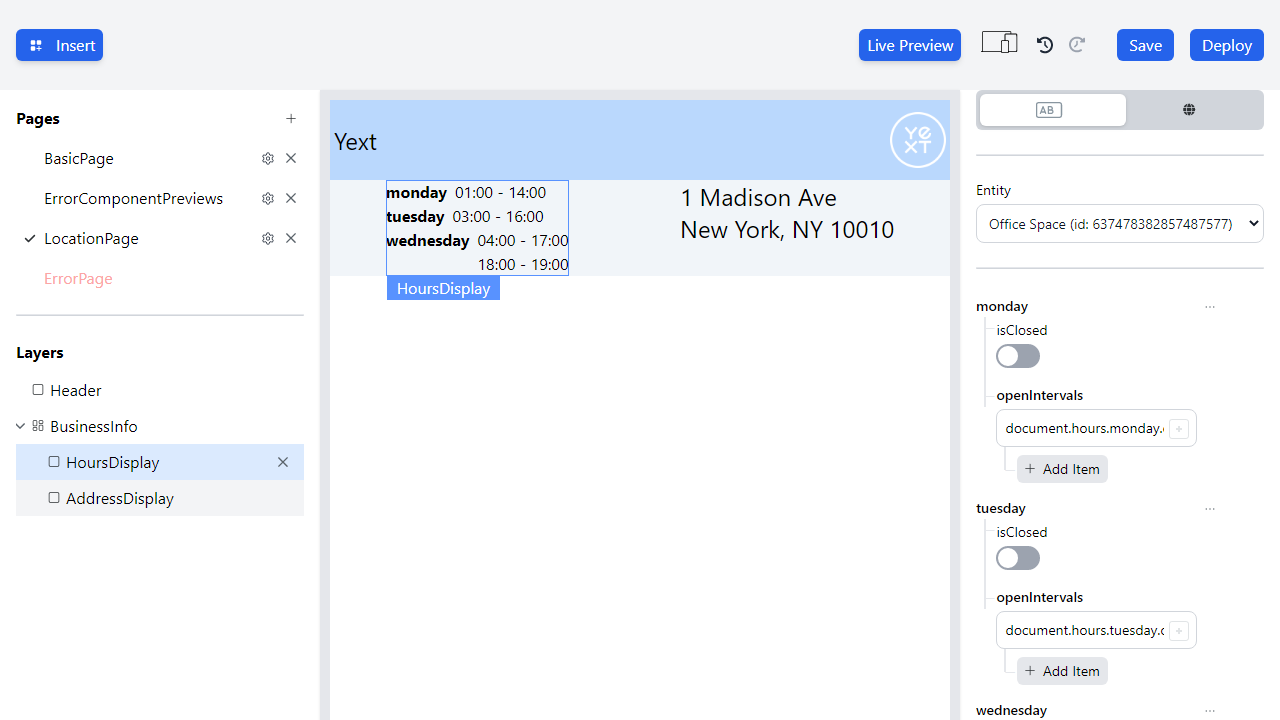 Insert
Live Preview
Save
Deploy
Pages
BasicPage
ErrorComponentPreviews
LocationPage
ErrorPage
Layers
Header
BusinessInfo
HoursDisplay
AddressDisplay
Yext
YEXT
monday 01:00 - 14:00
tuesday 03:00 - 16:00
wednesday 04:00 - 17:00
18:00 - 19:00
HoursDisplay
1 Madison Ave
New York, NY 10010
AB
Entity
Office Space (id: 637478382857487577)
monday
isClosed
openIntervals
document.hours.monday.
+ Add Item
tuesday
isClosed
openIntervals
document.hours.tuesday.
+ Add Item
wednesday